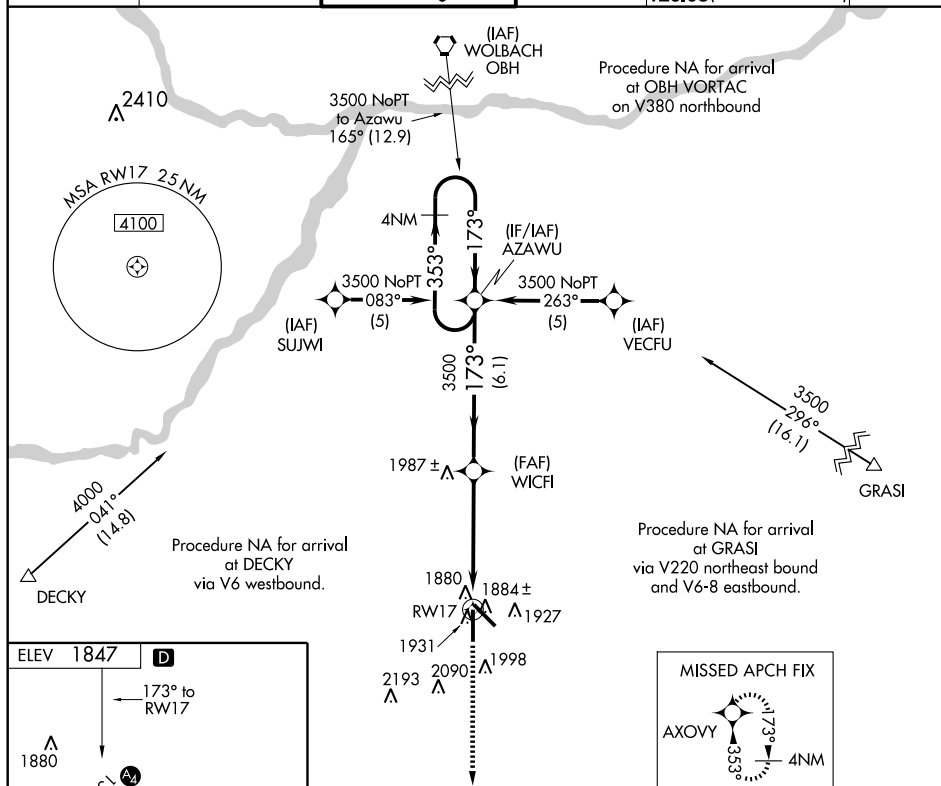 (IAF)
WOLBACH
OBH
Procedure NA for arrival
at OBH VORTAC
on V380 northbound
2410
3500 NoPT
to Azawu
165° (12.9)
MSA RW17 25 NM
4100
4NM
353°
173°
(IF/IAF)
AZAWU
3500 NoPT
083°
(5)
(IAF)
SUJWI
3500 NoPT
263°
(5)
(IAF)
VECFU
3500
173°
(6.1)
3500
296°
(16.1)
GRASI
1987 ±
(FAF)
WICFI
4000
041°
(14.8)
DECKY
Procedure NA for arrival
at DECKY
via V6 westbound.
Procedure NA for arrival
at GRASI
via V220 northeast bound
and V6-8 eastbound.
1880
1884 ±
RW17
1927
1931
1998
2090
2193
ELEV 1847 D
173° to
RW17
1880
A4
MISSED APCH FIX
AXOVY
353°
173°
4NM